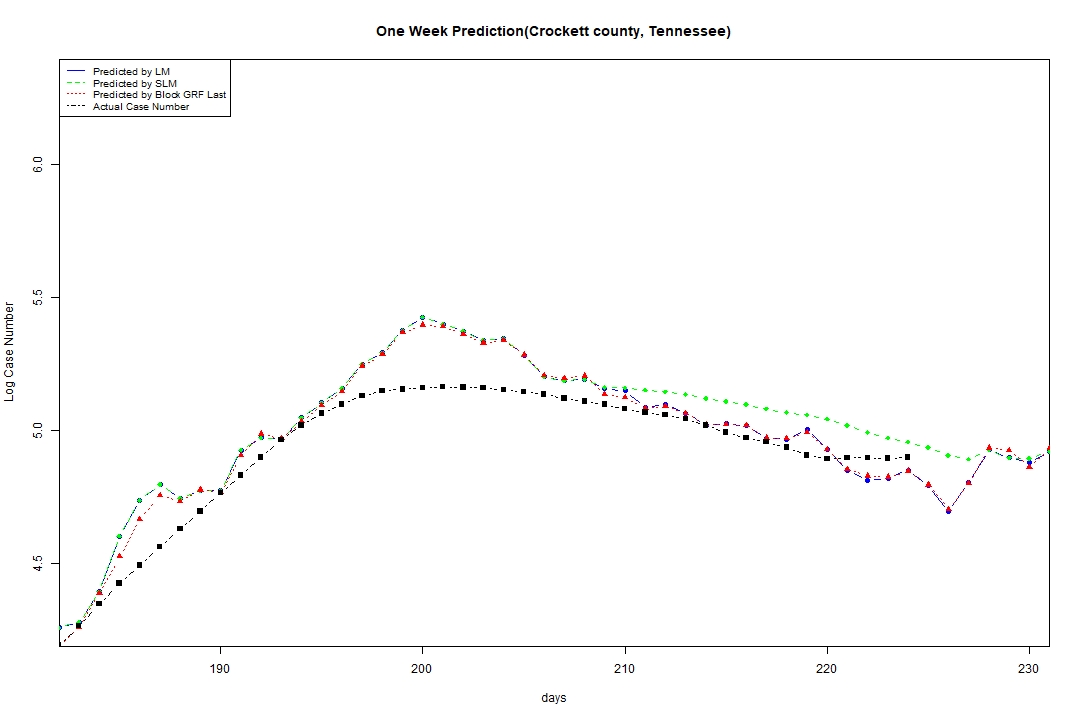 One Week Prediction(Crockett county, Tennessee)
Predicted by LM
Predicted by SLM
Predicted by Block GRF Last
Actual Case Number
6.0
5.5
5.0
4.5
Log Case Number
190 200 210 220 230
days